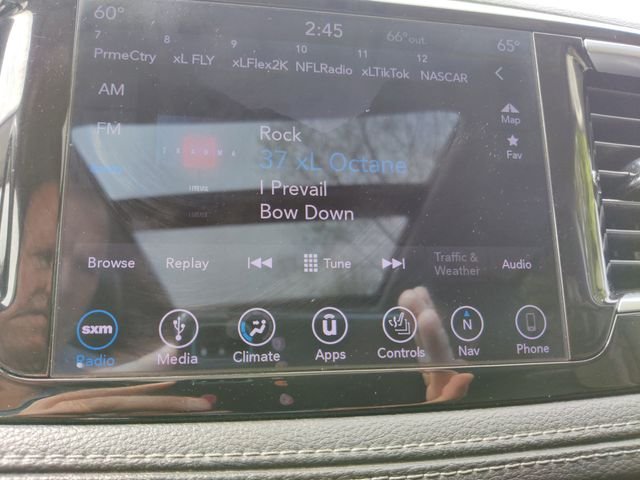 60° 2:45 66° out 65°
7 8 9 10 11 12
PrmeCtry xL FLY xLFlex2K NFLRadio xLTikTok NASCAR
AM
FM
Map
Fav
TRAUMA
Rock
37 xL Octane
I Prevail
Bow Down
Browse Replay Tune Traffic & Weather Audio
sxm ü N
Radio Media Climate Apps Controls Nav Phone